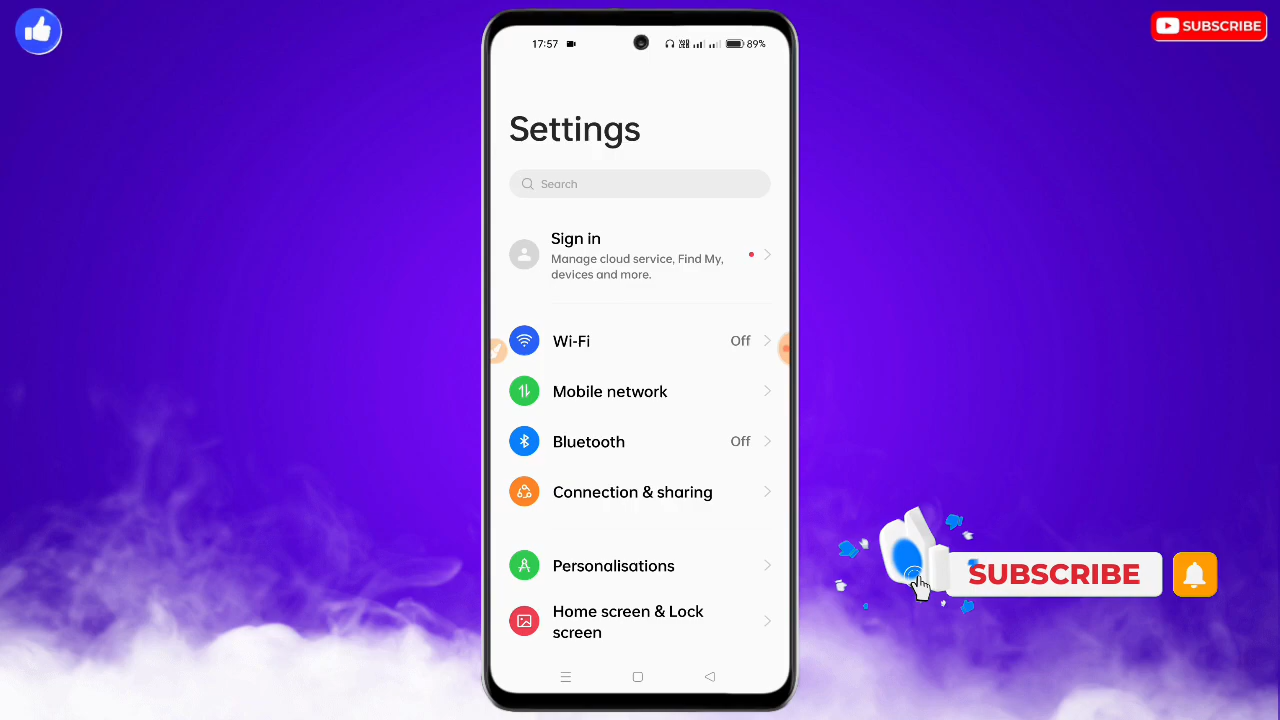 SUBSCRIBE
17:57
89%
Settings
Search
Sign in
Manage cloud service, Find My,
devices and more.
Wi-Fi Off
Mobile network
Bluetooth Off
Connection & sharing
Personalisations
Home screen & Lock
screen
SUBSCRIBE